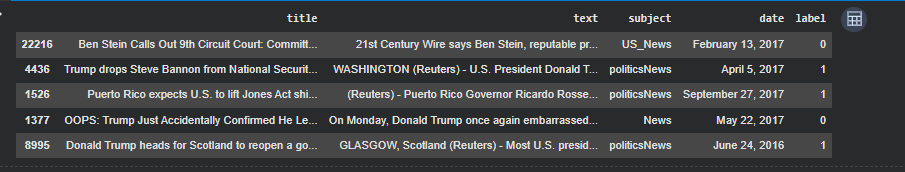 title text subject date label
22216 Ben Stein Calls Out 9th Circuit Court: Committ... 21st Century Wire says Ben Stein, reputable pr... US_News February 13, 2017 0
4436 Trump drops Steve Bannon from National Securit... WASHINGTON (Reuters) - U.S. President Donald T... politicsNews April 5, 2017 1
1526 Puerto Rico expects U.S. to lift Jones Act shi... (Reuters) - Puerto Rico Governor Ricardo Rosse... politicsNews September 27, 2017 1
1377 OOPS: Trump Just Accidentally Confirmed He Le... On Monday, Donald Trump once again embarrassed... News May 22, 2017 0
8995 Donald Trump heads for Scotland to reopen a go... GLASGOW, Scotland (Reuters) - Most U.S. presid... politicsNews June 24, 2016 1